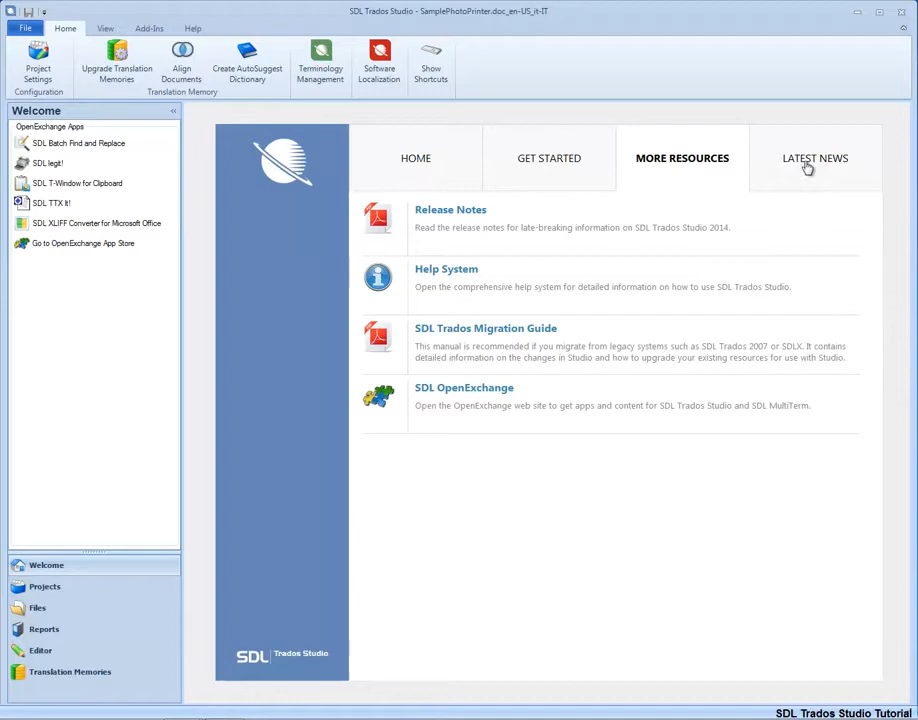 SDL Trados Studio - SamplePhotoPrinter.doc_en-US_it-IT
File Home View Add-Ins Help
Project Settings
Upgrade Translation Memories
Align Documents
Create AutoSuggest Dictionary
Terminology Management
Software Localization
Show Shortcuts
Configuration
Translation Memory
Welcome «
OpenExchange Apps
SDL Batch Find and Replace
SDL legit!
SDL T-Window for Clipboard
SDL TTX It!
SDL XLIFF Converter for Microsoft Office
Go to OpenExchange App Store
Welcome
Projects
Files
Reports
Editor
Translation Memories
HOME GET STARTED MORE RESOURCES LATEST NEWS
Release Notes
Read the release notes for late-breaking information on SDL Trados Studio 2014.
Help System
Open the comprehensive help system for detailed information on how to use SDL Trados Studio.
SDL Trados Migration Guide
This manual is recommended if you migrate from legacy systems such as SDL Trados 2007 or SDLX. It contains
detailed information on the changes in Studio and how to upgrade your existing resources for use with Studio.
SDL OpenExchange
Open the OpenExchange web site to get apps and content for SDL Trados Studio and SDL MultiTerm.
SDL Trados Studio
SDL Trados Studio Tutorial